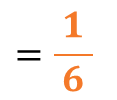 = 1/6